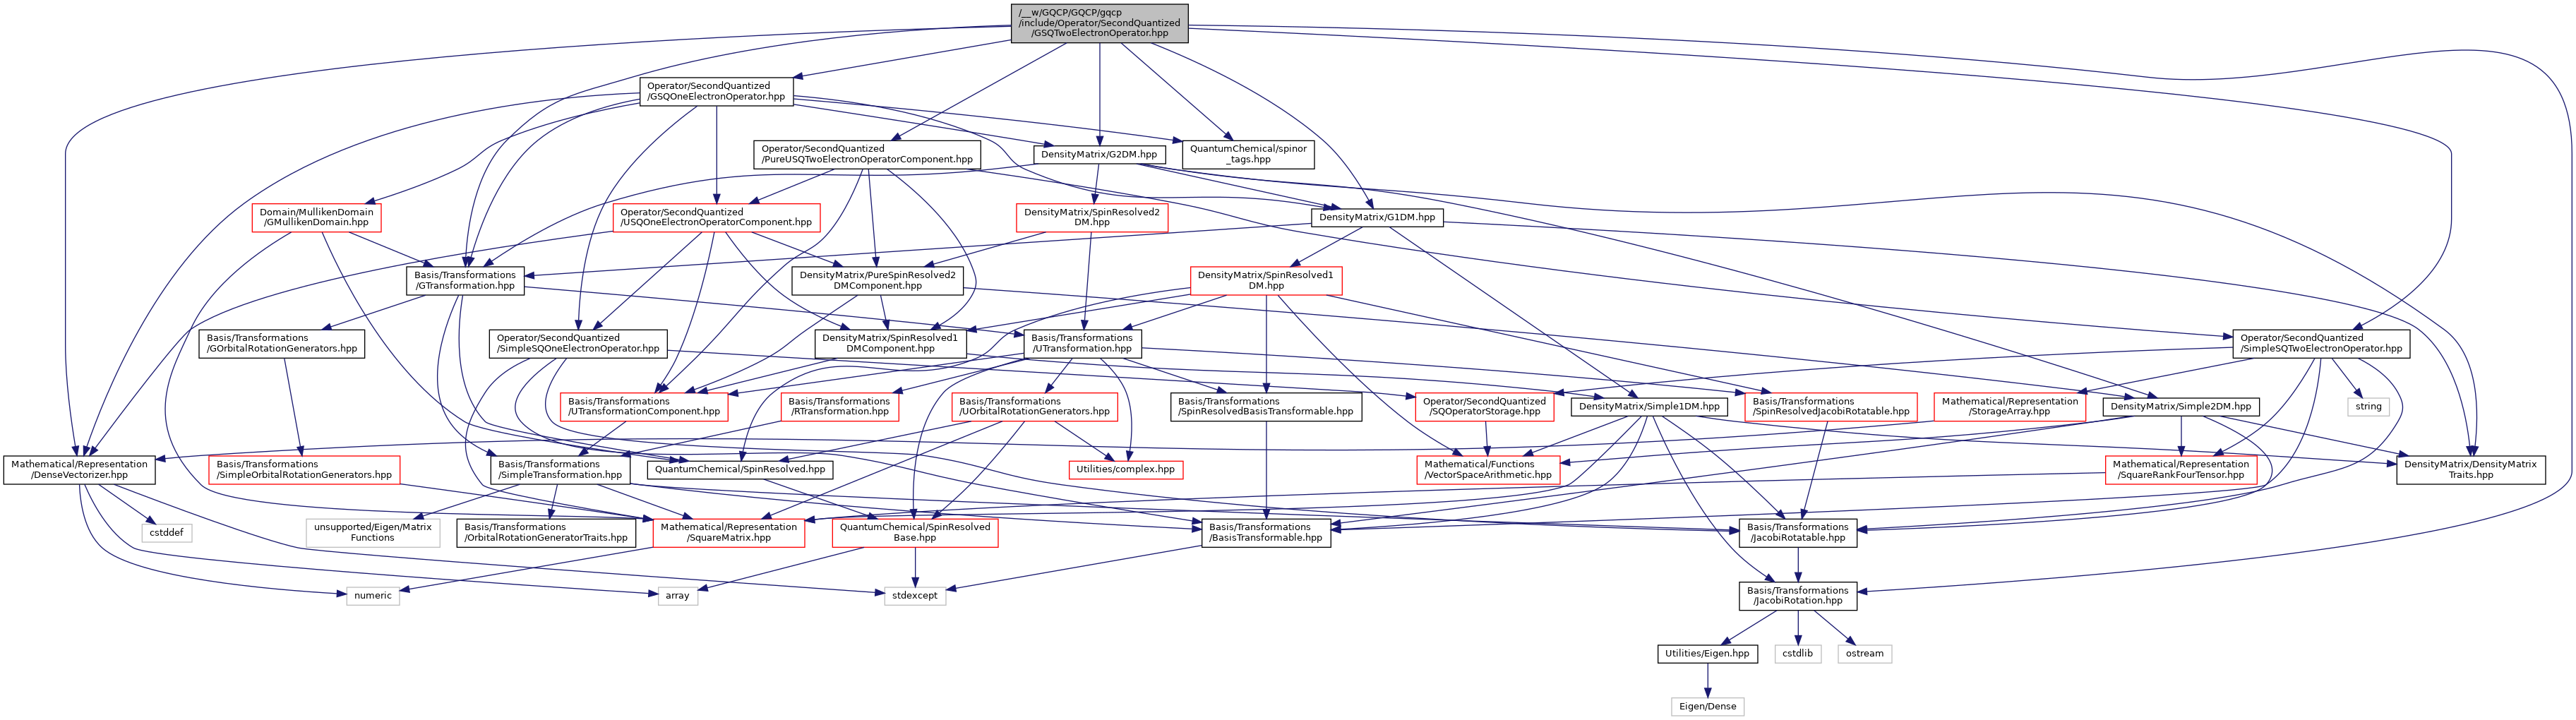 /__w/GQCP/GQCP/gqcp
/include/Operator/SecondQuantized
/GSQTwoElectronOperator.hpp
Operator/SecondQuantized
/GSQOneElectronOperator.hpp
Operator/SecondQuantized
/PureUSQTwoElectronOperatorComponent.hpp
DensityMatrix/G2DM.hpp
QuantumChemical/spinor
_tags.hpp
Domain/MullikenDomain
/GMullikenDomain.hpp
Operator/SecondQuantized
/USQOneElectronOperatorComponent.hpp
DensityMatrix/SpinResolved2
DM.hpp
DensityMatrix/G1DM.hpp
Basis/Transformations
/GTransformation.hpp
DensityMatrix/PureSpinResolved2
DMComponent.hpp
DensityMatrix/SpinResolved1
DM.hpp
Basis/Transformations
/GOrbitalRotationGenerators.hpp
Operator/SecondQuantized
/SimpleSQOneElectronOperator.hpp
DensityMatrix/SpinResolved1
DMComponent.hpp
Basis/Transformations
/UTransformation.hpp
Operator/SecondQuantized
/SimpleSQTwoElectronOperator.hpp
Basis/Transformations
/UTransformationComponent.hpp
Basis/Transformations
/RTransformation.hpp
Basis/Transformations
/UOrbitalRotationGenerators.hpp
Basis/Transformations
/SpinResolvedBasisTransformable.hpp
Operator/SecondQuantized
/SQOperatorStorage.hpp
DensityMatrix/Simple1DM.hpp
Basis/Transformations
/SpinResolvedJacobiRotatable.hpp
Mathematical/Representation
/StorageArray.hpp
DensityMatrix/Simple2DM.hpp
string
Mathematical/Representation
/DenseVectorizer.hpp
Basis/Transformations
/SimpleOrbitalRotationGenerators.hpp
Basis/Transformations
/SimpleTransformation.hpp
QuantumChemical/SpinResolved.hpp
Utilities/complex.hpp
Mathematical/Functions
/VectorSpaceArithmetic.hpp
Mathematical/Representation
/SquareRankFourTensor.hpp
DensityMatrix/DensityMatrix
Traits.hpp
cstddef
unsupported/Eigen/Matrix
Functions
Basis/Transformations
/OrbitalRotationGeneratorTraits.hpp
Mathematical/Representation
/SquareMatrix.hpp
QuantumChemical/SpinResolved
Base.hpp
Basis/Transformations
/BasisTransformable.hpp
Basis/Transformations
/JacobiRotatable.hpp
numeric
array
stdexcept
Basis/Transformations
/JacobiRotation.hpp
Utilities/Eigen.hpp
cstdlib
ostream
Eigen/Dense